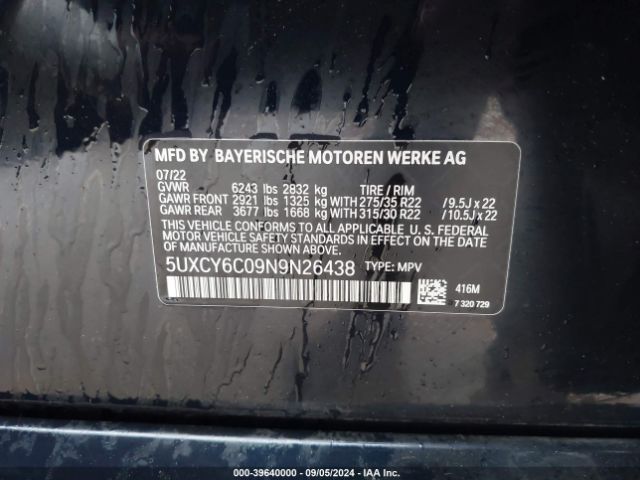 MFD BY BAYERISCHE MOTOREN WERKE AG
07/22
GVWR 6243 lbs 2832 kg TIRE / RIM
GAWR FRONT 2921 lbs 1325 kg WITH 275/35 R22 / 9.5J x 22
GAWR REAR 3677 lbs 1668 kg WITH 315/30 R22 / 10.5J x 22
THIS VEHICLE CONFORMS TO ALL APPLICABLE U. S. FEDERAL
MOTOR VEHICLE SAFETY AND THEFT PREVENTION STANDARDS
IN EFFECT ON THE DATE OF MANUFACTURE SHOWN ABOVE.
5UXCY6C09N9N26438 TYPE: MPV
416M
7 320 729
000-39640000 - 09/05/2024 - IAA Inc.